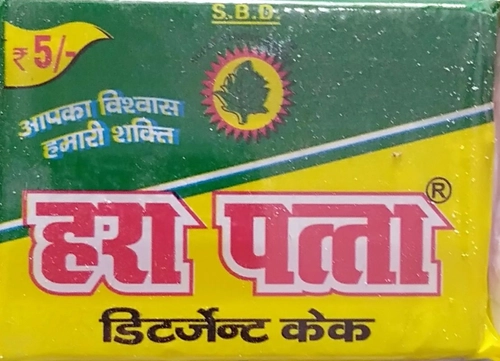 S.B.D.
₹5/-
आपका विश्वास
हमारी शक्ति
हरा पत्ता ®
डिटर्जेन्ट केक